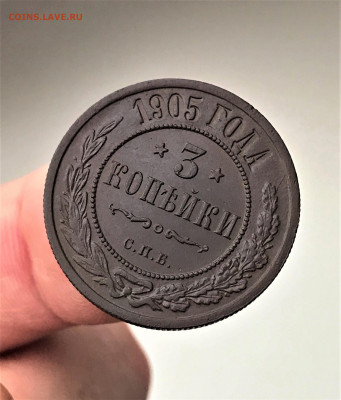 COINS.LAVE.RU
1905 ГОДА
3
КОПѢЙКИ
С.П.Б.